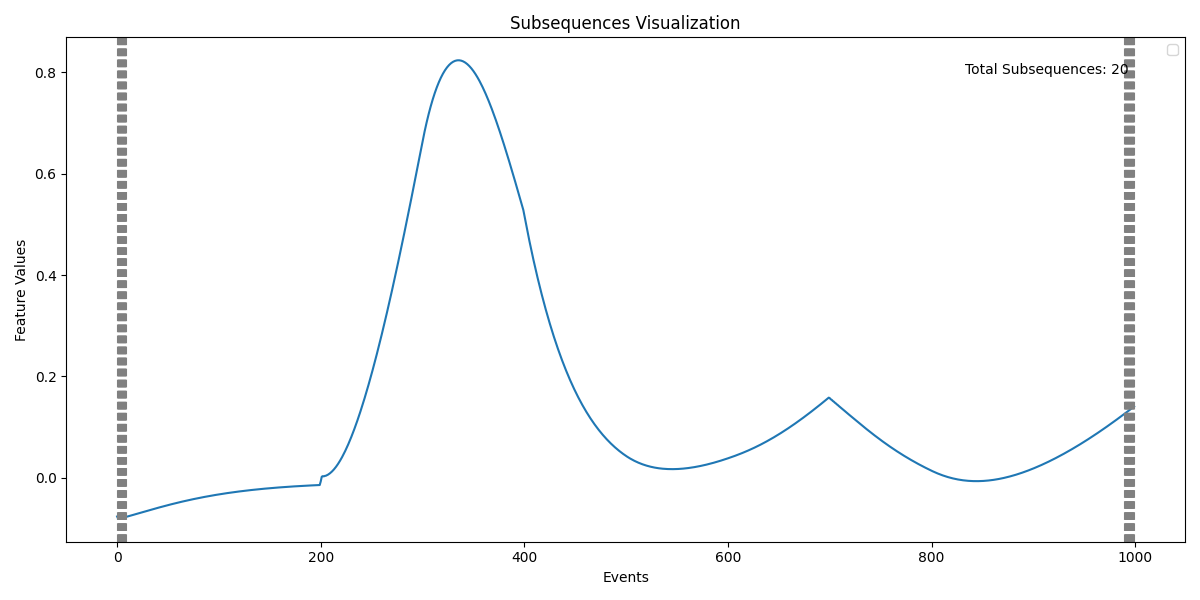 Subsequences Visualization
Total Subsequences: 20
Feature Values
0.8
0.6
0.4
0.2
0.0
0 200 400 600 800 1000
Events